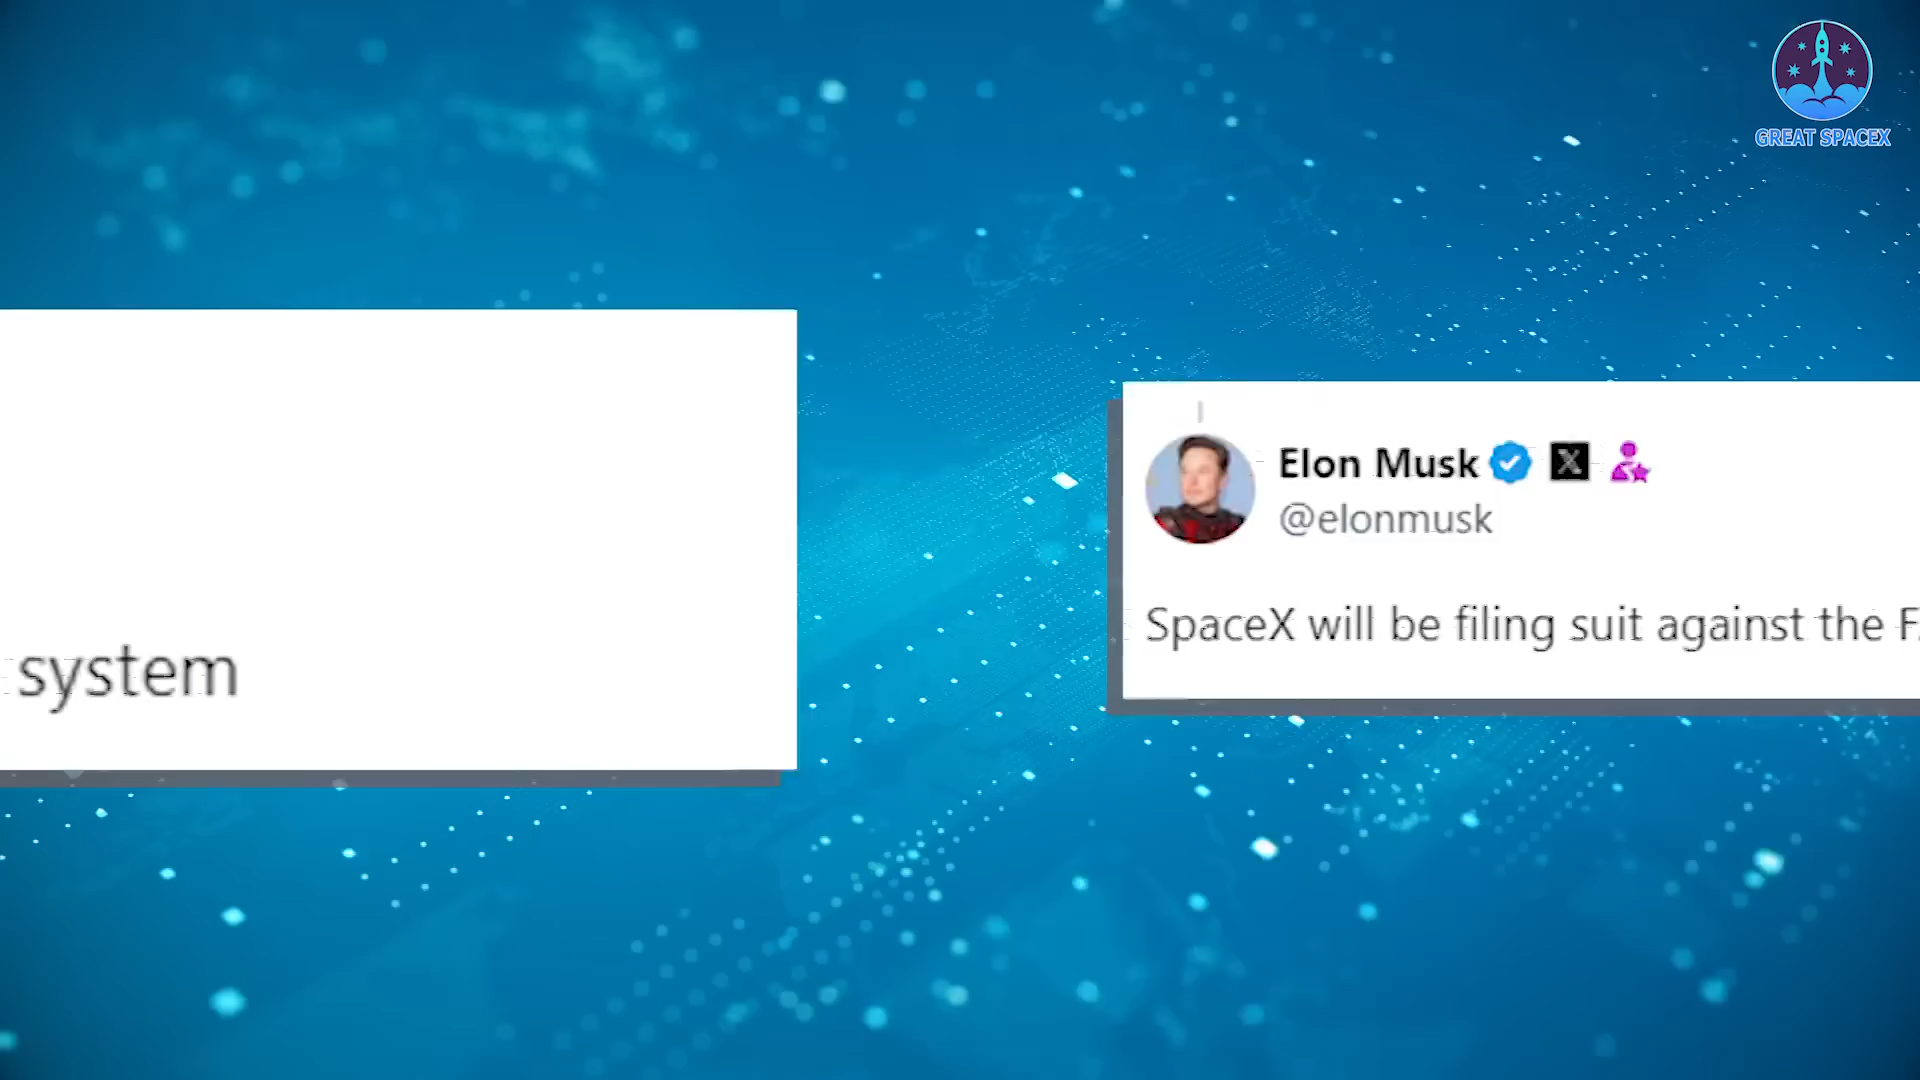 GREAT SPACEX
system
Elon Musk
@elonmusk
SpaceX will be filing suit against the F